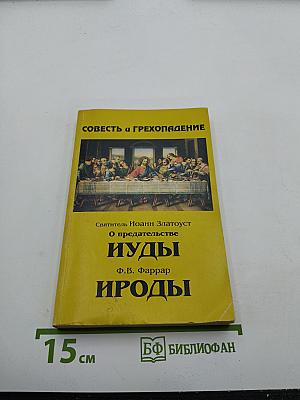 СОВЕСТЬ и ГРЕХОПАДЕНИЕ
Святитель Иоанн Златоуст
О предательстве
ИУДЫ
Ф.В. Фаррар
ИРОДЫ
15 см
БФ БИБЛИОФАН